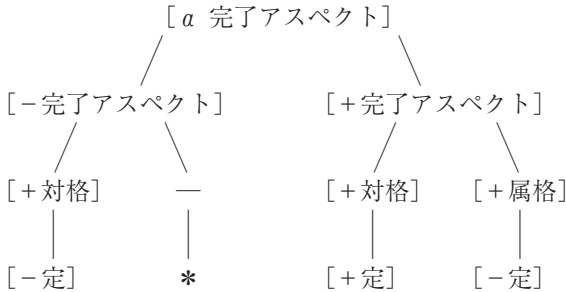 [a 完了アスペクト]
[－完了アスペクト] [＋完了アスペクト]
[＋対格] — [＋対格] [＋属格]
[－定] * [＋定] [－定]